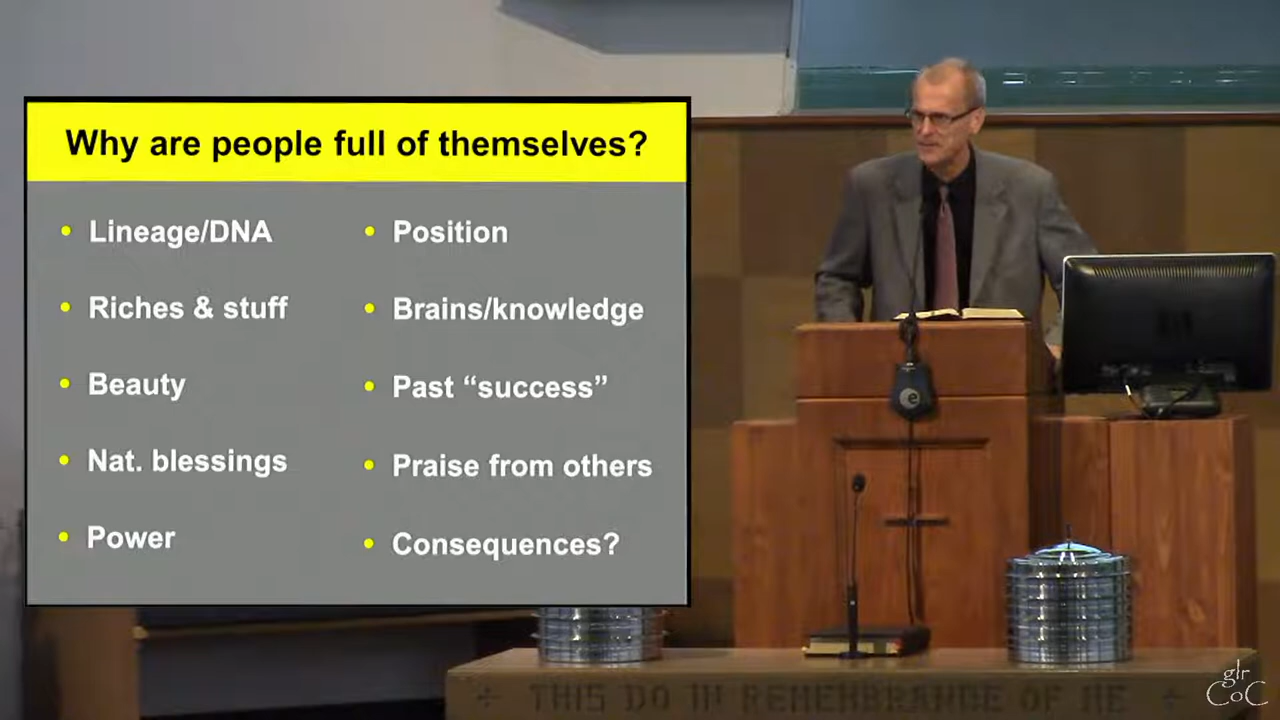 Why are people full of themselves?
• Lineage/DNA
• Riches & stuff
• Beauty
• Nat. blessings
• Power
• Position
• Brains/knowledge
• Past “success”
• Praise from others
• Consequences?
e
THIS DO IN REMEMBRANCE OF ME
glr
CoC